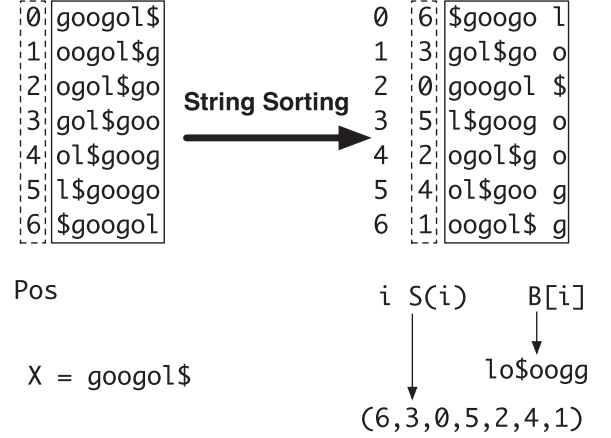 0 googol$ 0 6 $googo l
1 oogol$g 1 3 gol$go o
2 ogol$go 2 0 googol $
String Sorting
3 gol$goo 3 5 l$goog o
4 ol$goog 4 2 ogol$g o
5 l$googo 5 4 ol$goo g
6 $googol 6 1 oogol$ g
Pos i S(i) B[i]
X = googol$ lo$oogg
(6,3,0,5,2,4,1)